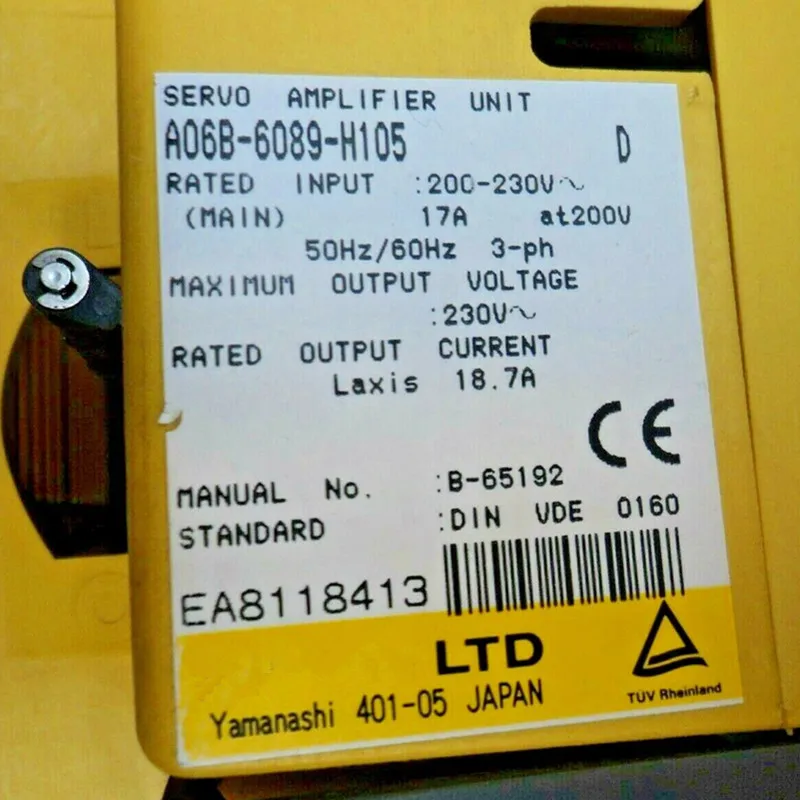 SERVO AMPLIFIER UNIT
A06B-6089-H105 D
RATED INPUT :200-230V~
(MAIN) 17A at200V
50Hz/60Hz 3-ph
MAXIMUM OUTPUT VOLTAGE
:230V~
RATED OUTPUT CURRENT
Laxis 18.7A
CE
MANUAL No. :B-65192
STANDARD :DIN VDE 0160
EA8118413
LTD
Yamanashi 401-05 JAPAN
TÜV Rheinland